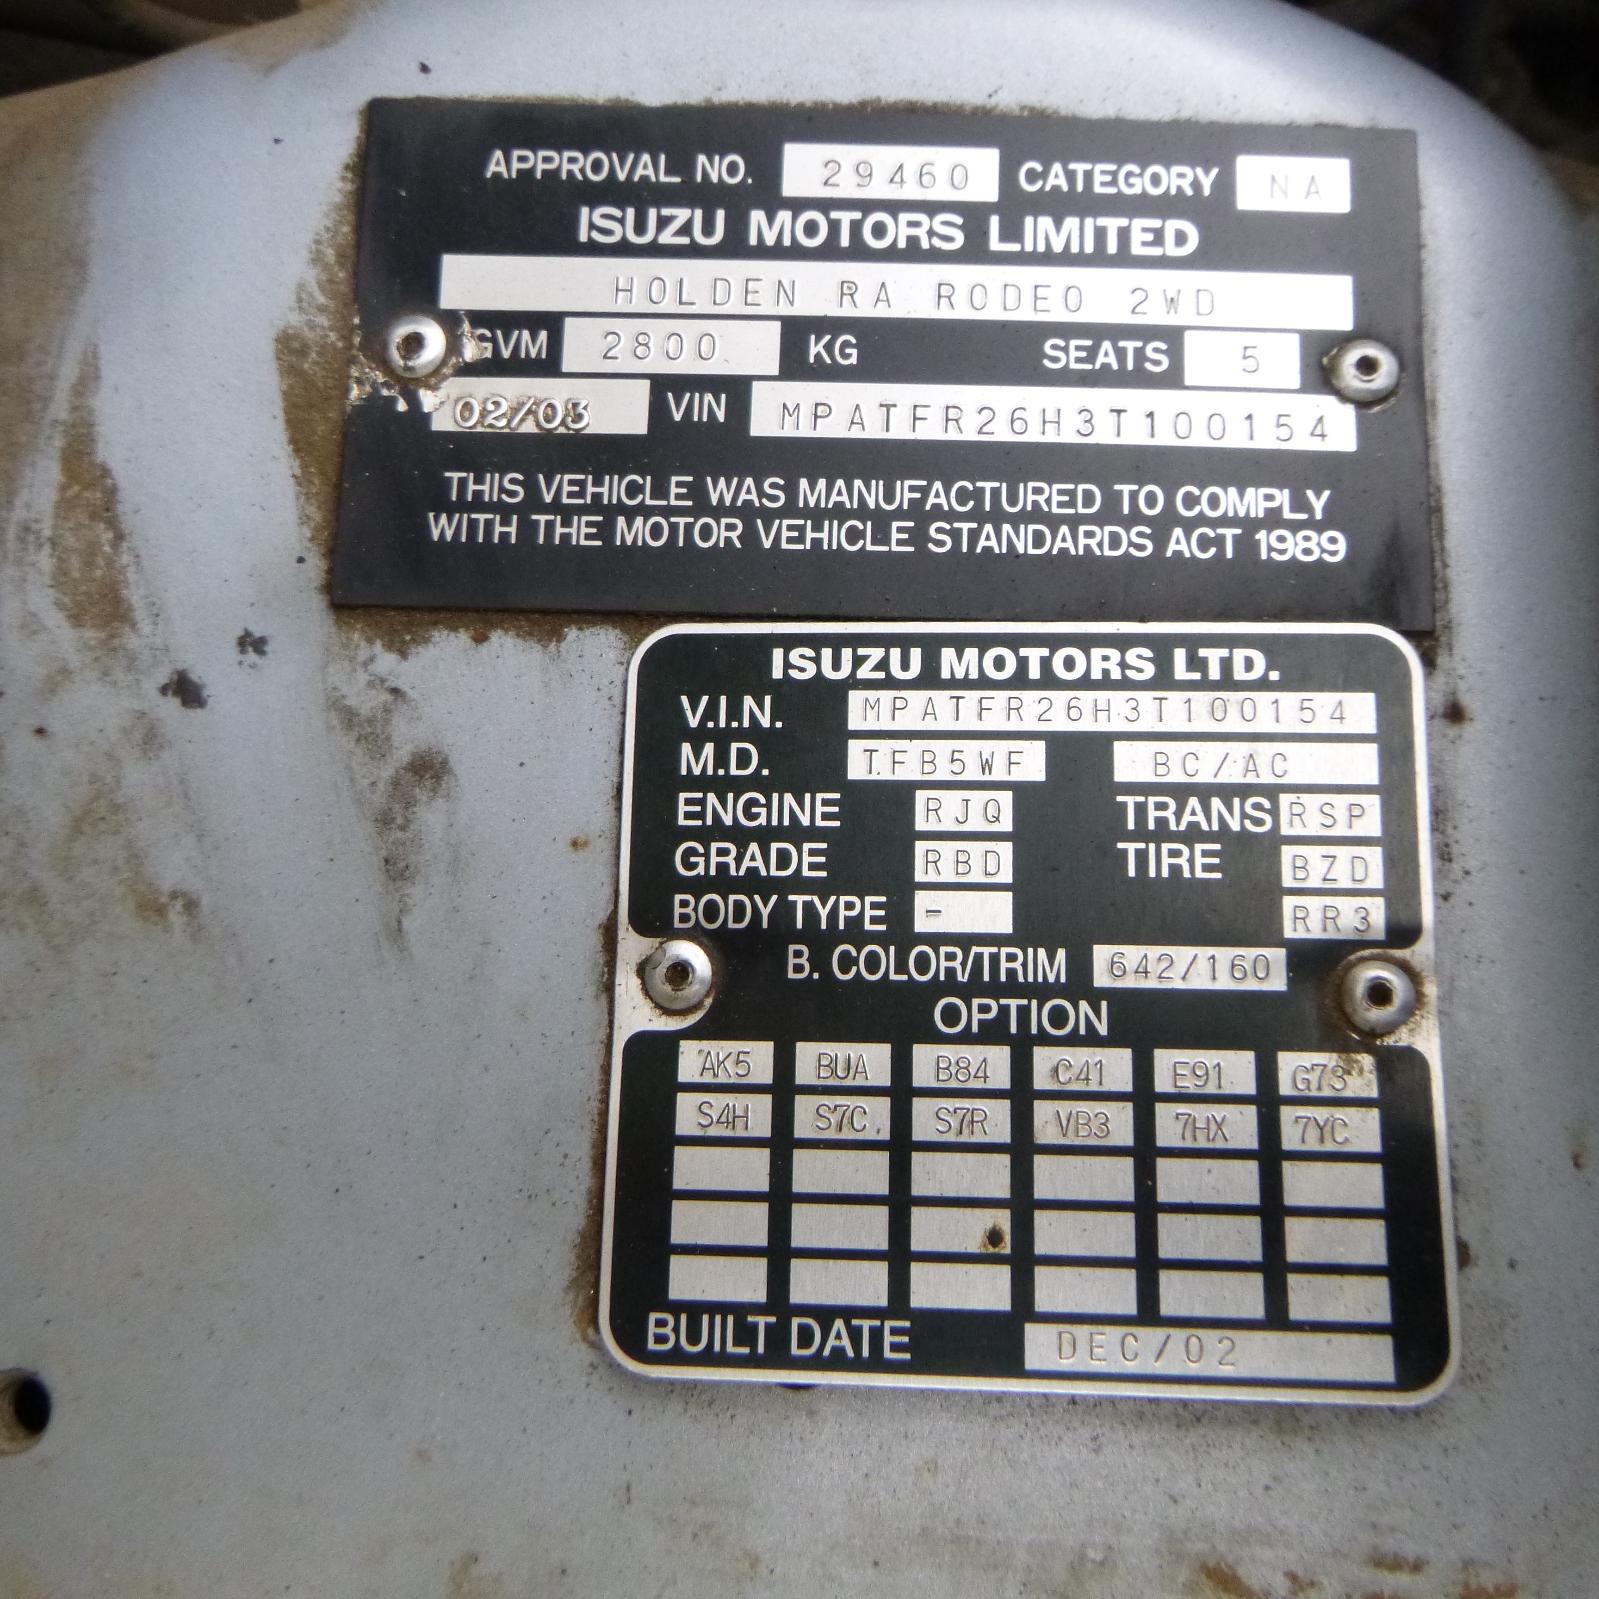 APPROVAL NO. 29460 CATEGORY NA
ISUZU MOTORS LIMITED
HOLDEN RA RODEO 2WD
GVM 2800 KG SEATS 5
02/03 VIN MPATFR26H3T100154
THIS VEHICLE WAS MANUFACTURED TO COMPLY
WITH THE MOTOR VEHICLE STANDARDS ACT 1989
ISUZU MOTORS LTD.
V.I.N. MPATFR26H3T100154
M.D. TFB5WF BC/AC
ENGINE RJQ TRANS RSP
GRADE RBD TIRE BZD
BODY TYPE - RR3
B. COLOR/TRIM 642/160
OPTION
AK5 BUA B84 C41 E91 G73
S4H S7C S7R VB3 7HX 7YC
BUILT DATE DEC/02